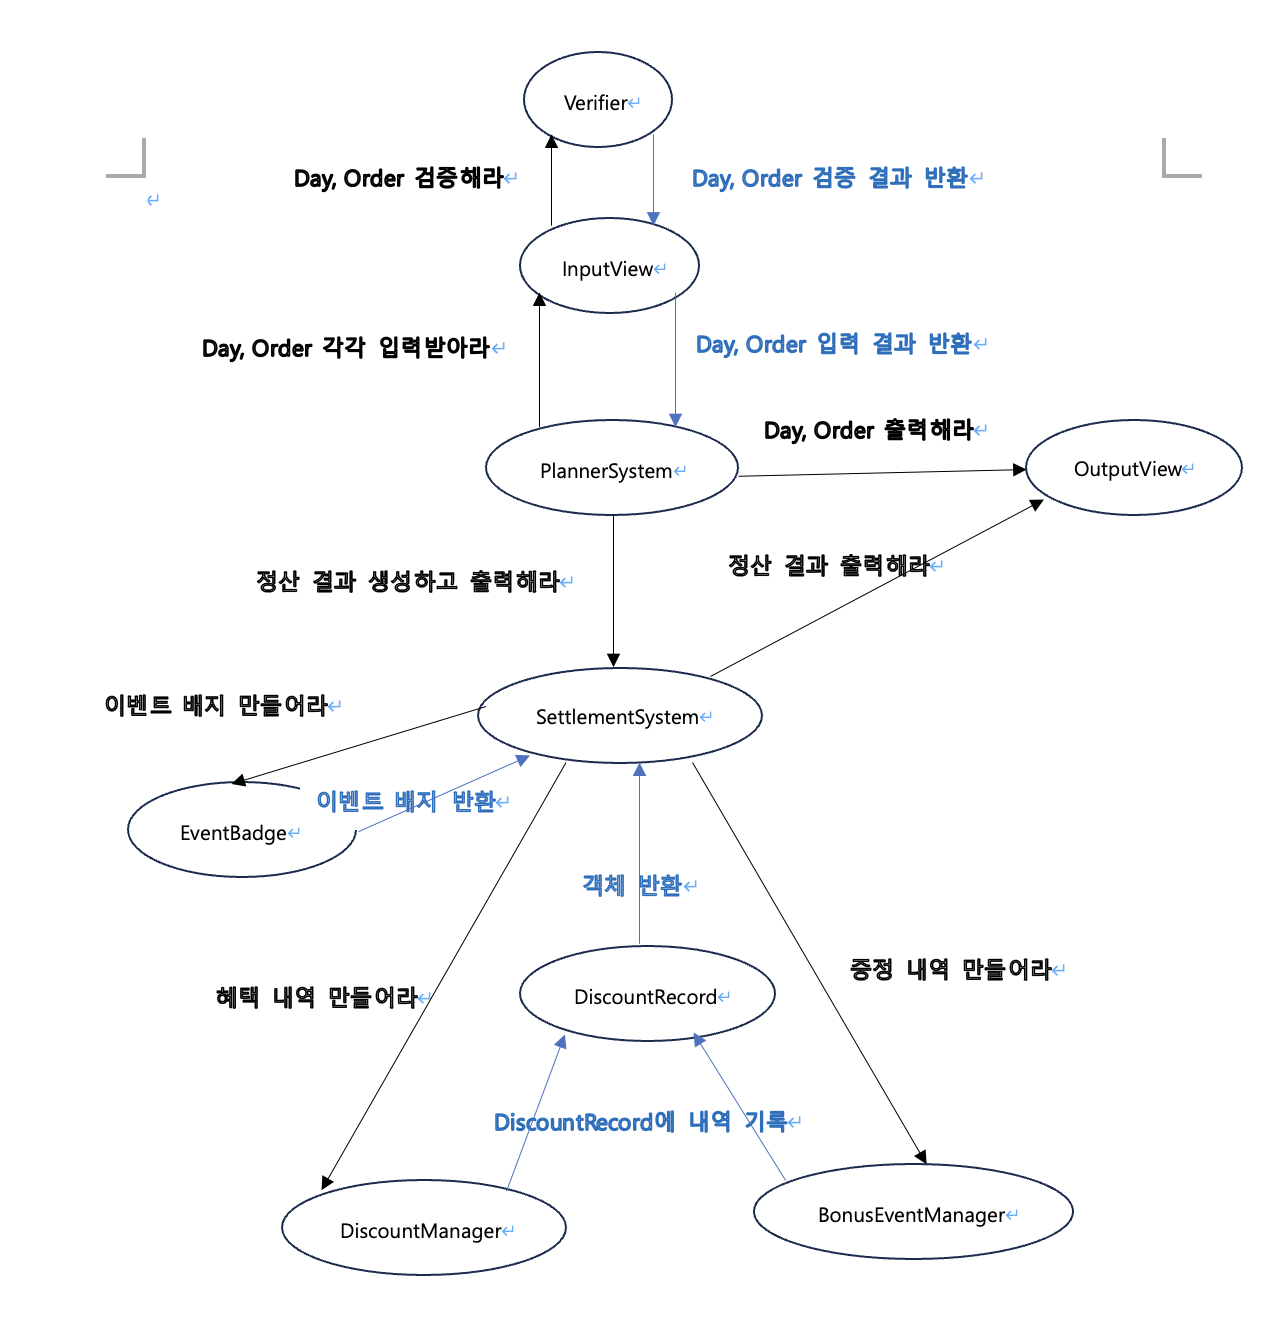 Verifier
Day, Order 검증해라
Day, Order 검증 결과 반환
InputView
Day, Order 각각 입력받아라
Day, Order 입력 결과 반환
Day, Order 출력해라
PlannerSystem
OutputView
정산 결과 생성하고 출력해라
정산 결과 출력해라
이벤트 배지 만들어라
SettlementSystem
이벤트 배지 반환
EventBadge
객체 반환
증정 내역 만들어라
혜택 내역 만들어라
DiscountRecord
DiscountRecord에 내역 기록
DiscountManager
BonusEventManager